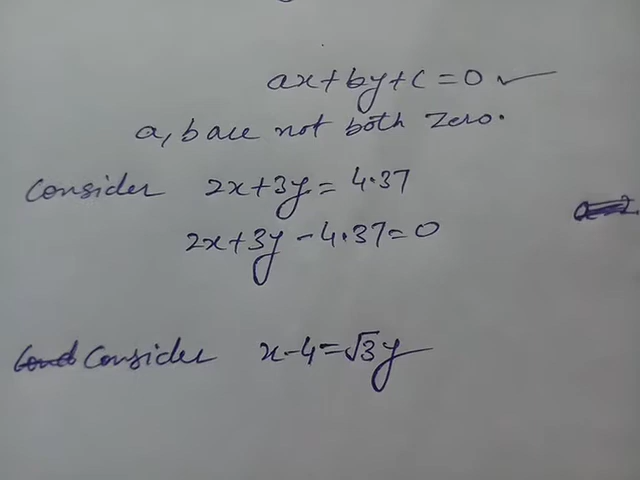 ax+by+c=0
a, b are not both zero.
Consider 2x+3y=4.37
2x+3y-4.37=0
Consider x-4=√3y